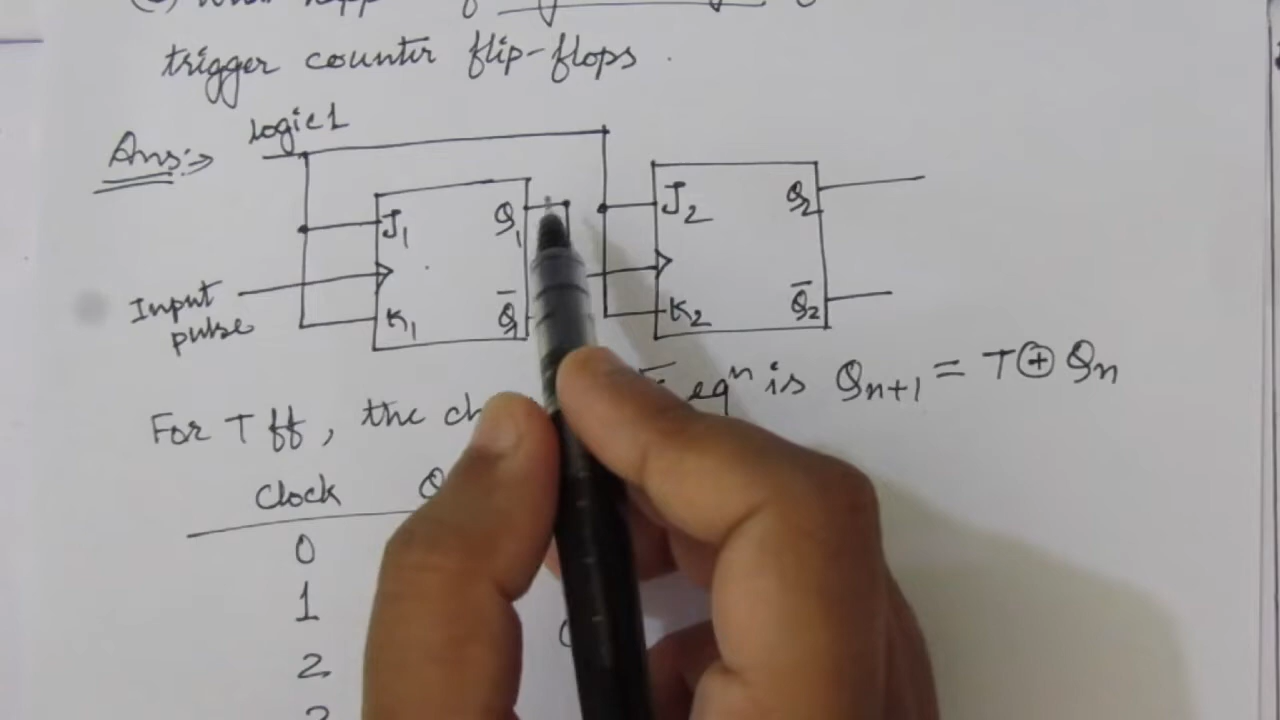 trigger counter flip-flops.
Ans:⇒
Logic 1
J₁
Q₁
J₂
Q₂
Input
pulse
K₁
Q̅₁
K₂
Q̅₂
For T ff, the eqⁿ is Qₙ₊₁ = T ⊕ Qₙ
Clock
0
1
2